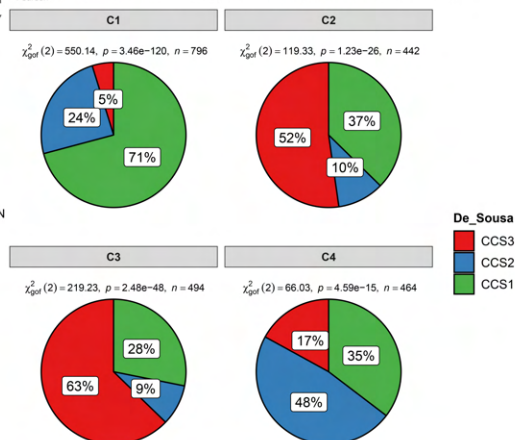 C1
χ²gof (2) = 550.14, p = 3.46e−120, n = 796
5%
24%
71%
C2
χ²gof (2) = 119.33, p = 1.23e−26, n = 442
37%
52%
10%
N
De_Sousa
CCS3
CCS2
CCS1
C3
χ²gof (2) = 219.23, p = 2.48e−48, n = 494
28%
63%
9%
C4
χ²gof (2) = 66.03, p = 4.59e−15, n = 464
17%
35%
48%